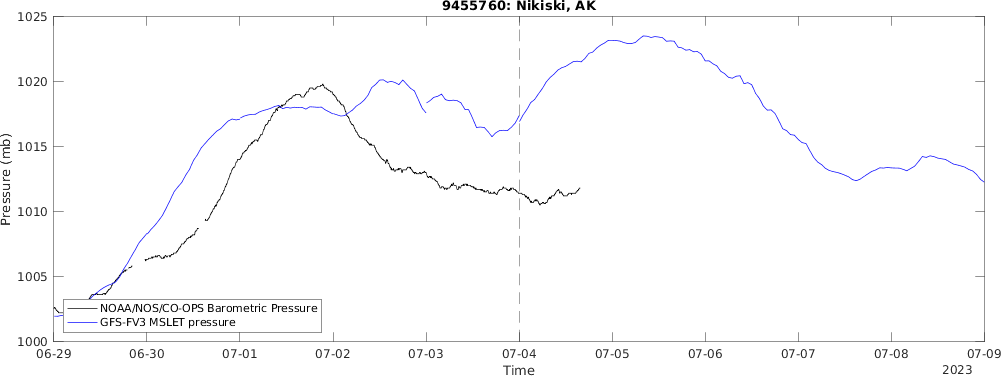 9455760: Nikiski, AK
Pressure (mb)
1025
1020
1015
1010
1005
1000
NOAA/NOS/CO-OPS Barometric Pressure
GFS-FV3 MSLET pressure
06-29 06-30 07-01 07-02 07-03 07-04 07-05 07-06 07-07 07-08 07-09
Time
2023